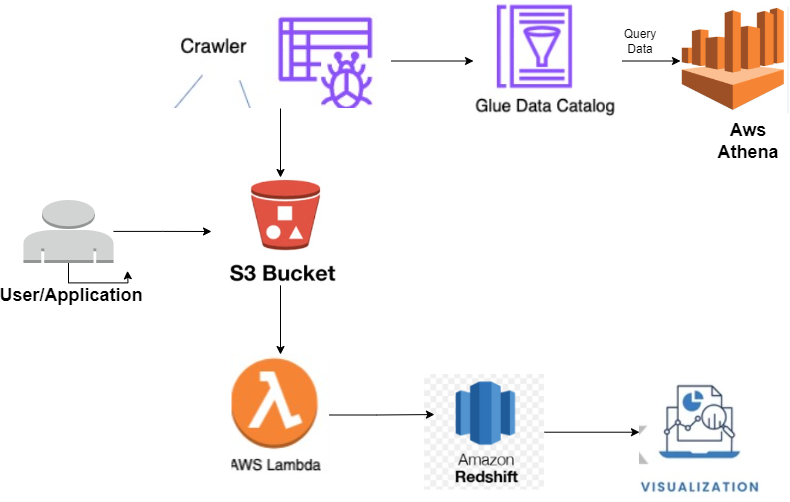 Crawler
Query
Data
Glue Data Catalog
Aws
Athena
User/Application
S3 Bucket
AWS Lambda
Amazon
Redshift
VISUALIZATION